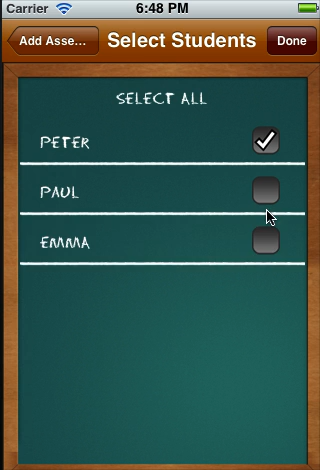 Carrier 6:48 PM
Add Asse... Select Students Done
SELECT ALL
PETER
PAUL
EMMA